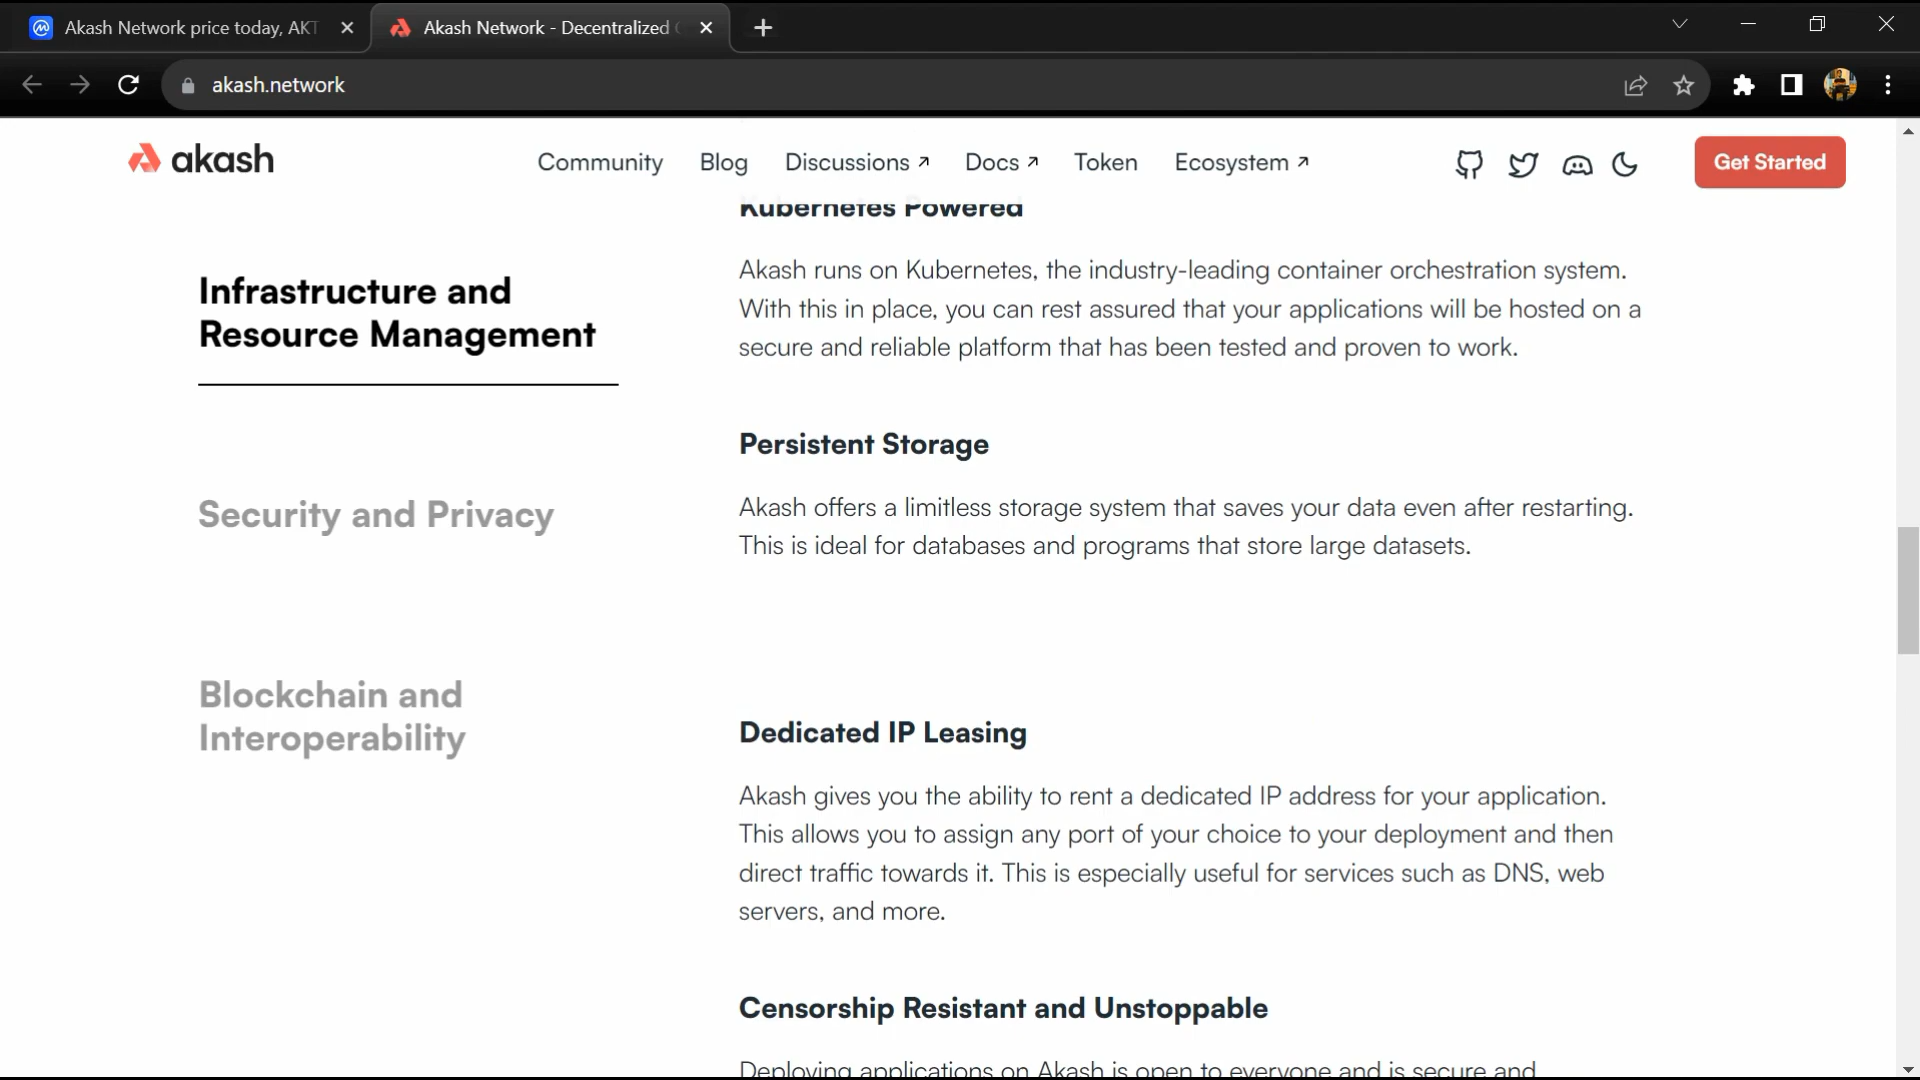 Akash Network price today, AKT
Akash Network - Decentralized
akash.network
akash
Community
Blog
Discussions ↗
Docs ↗
Token
Ecosystem ↗
Get Started
Infrastructure and
Resource Management
Security and Privacy
Blockchain and
Interoperability
Kubernetes Powered
Akash runs on Kubernetes, the industry-leading container orchestration system.
With this in place, you can rest assured that your applications will be hosted on a
secure and reliable platform that has been tested and proven to work.
Persistent Storage
Akash offers a limitless storage system that saves your data even after restarting.
This is ideal for databases and programs that store large datasets.
Dedicated IP Leasing
Akash gives you the ability to rent a dedicated IP address for your application.
This allows you to assign any port of your choice to your deployment and then
direct traffic towards it. This is especially useful for services such as DNS, web
servers, and more.
Censorship Resistant and Unstoppable
Deploying applications on Akash is open to everyone and is secure and